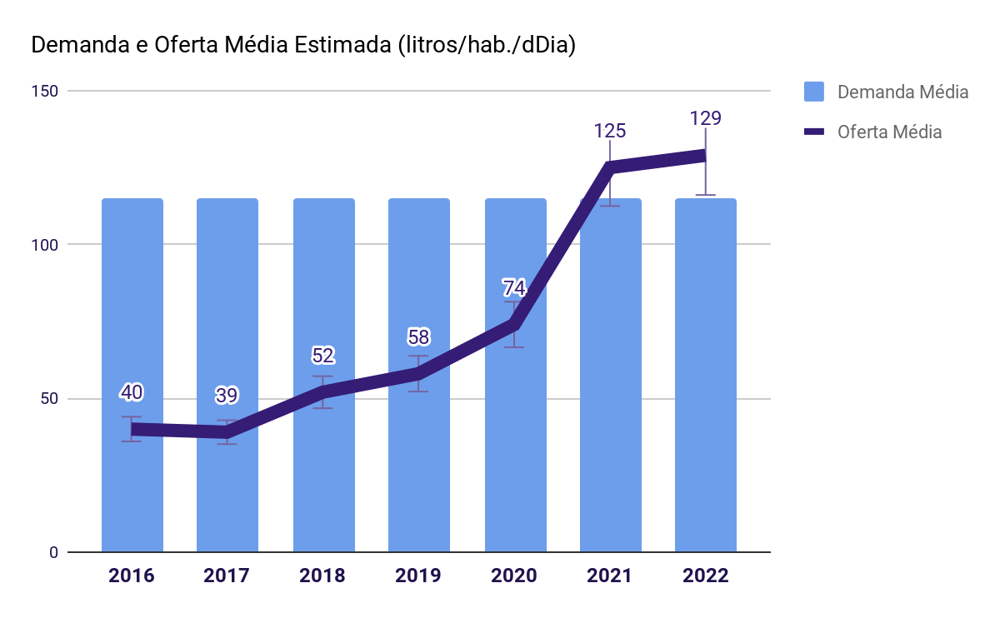 Demanda e Oferta Média Estimada (litros/hab./dDia)
150
100
50
0
40
39
52
58
74
125
129
2016 2017 2018 2019 2020 2021 2022
Demanda Média
Oferta Média